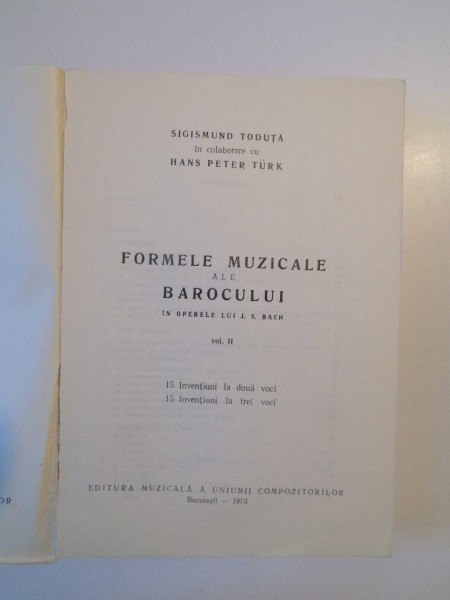 SIGISMUND TODUȚĂ
în colaborare cu
HANS PETER TÜRK
FORMELE MUZICALE
ALE
BAROCULUI
ÎN OPERELE LUI J. S. BACH
vol. II
15 Invențiuni la două voci
15 Invențiuni la trei voci
EDITURA MUZICALĂ A UNIUNII COMPOZITORILOR
București — 1973
OR